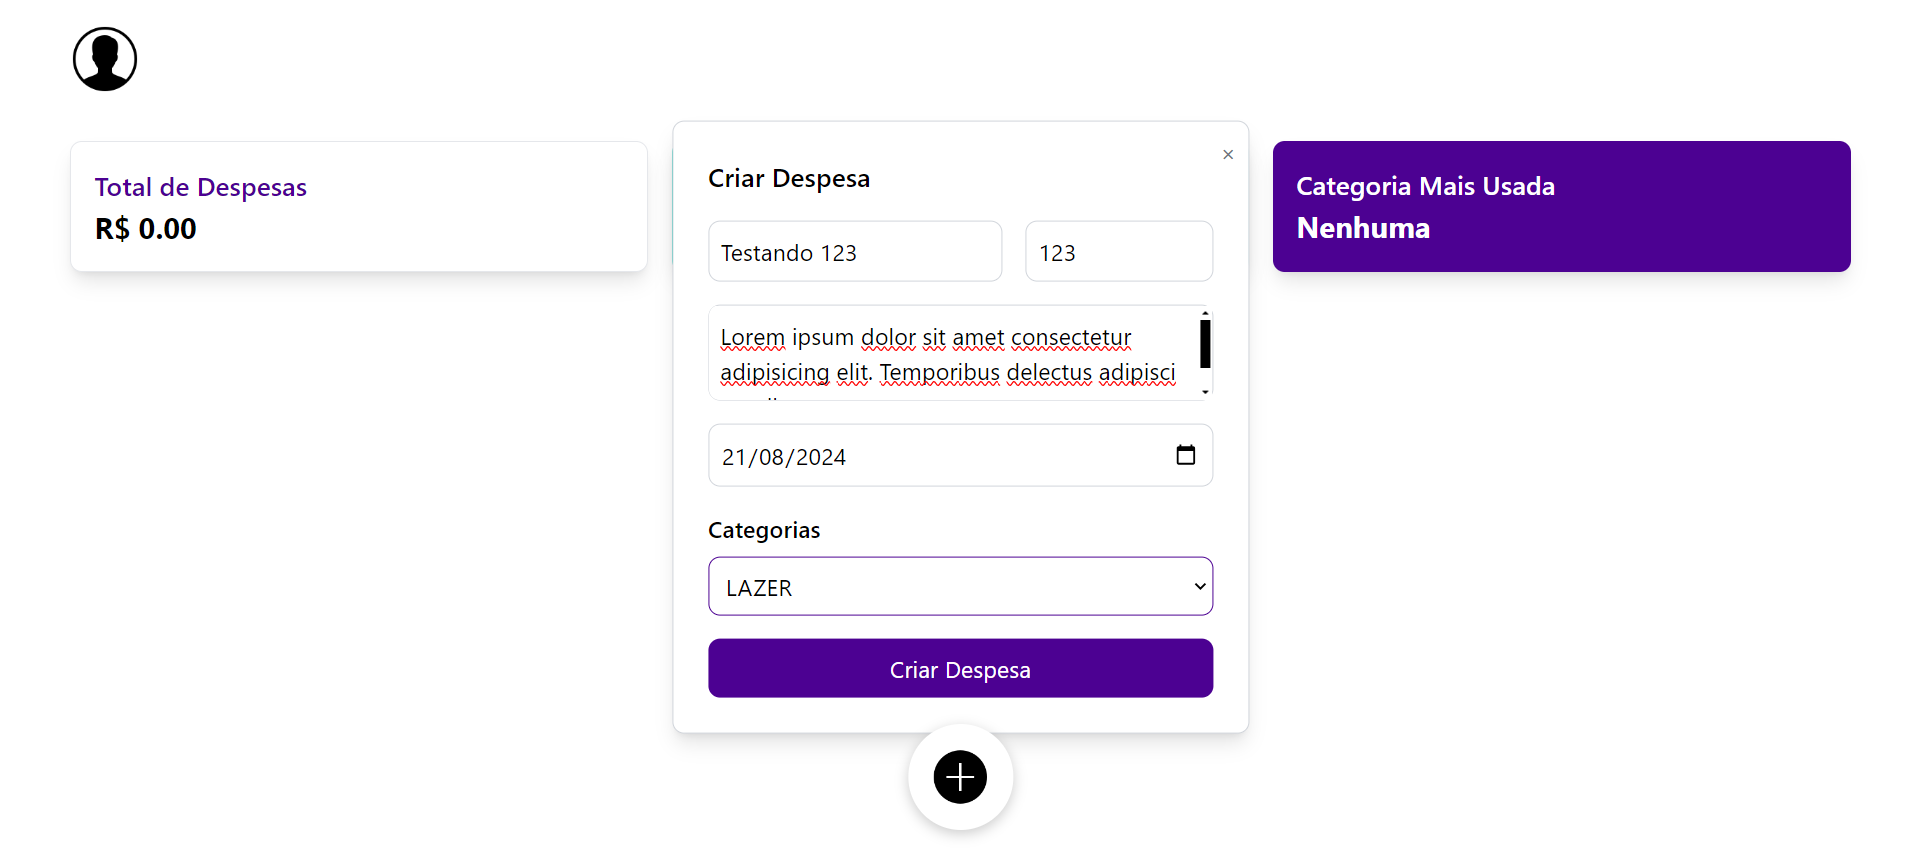 Total de Despesas
R$ 0.00
Criar Despesa
×
Testando 123
123
Lorem ipsum dolor sit amet consectetur
adipisicing elit. Temporibus delectus adipisci
21/08/2024
Categorias
LAZER
Criar Despesa
Categoria Mais Usada
Nenhuma